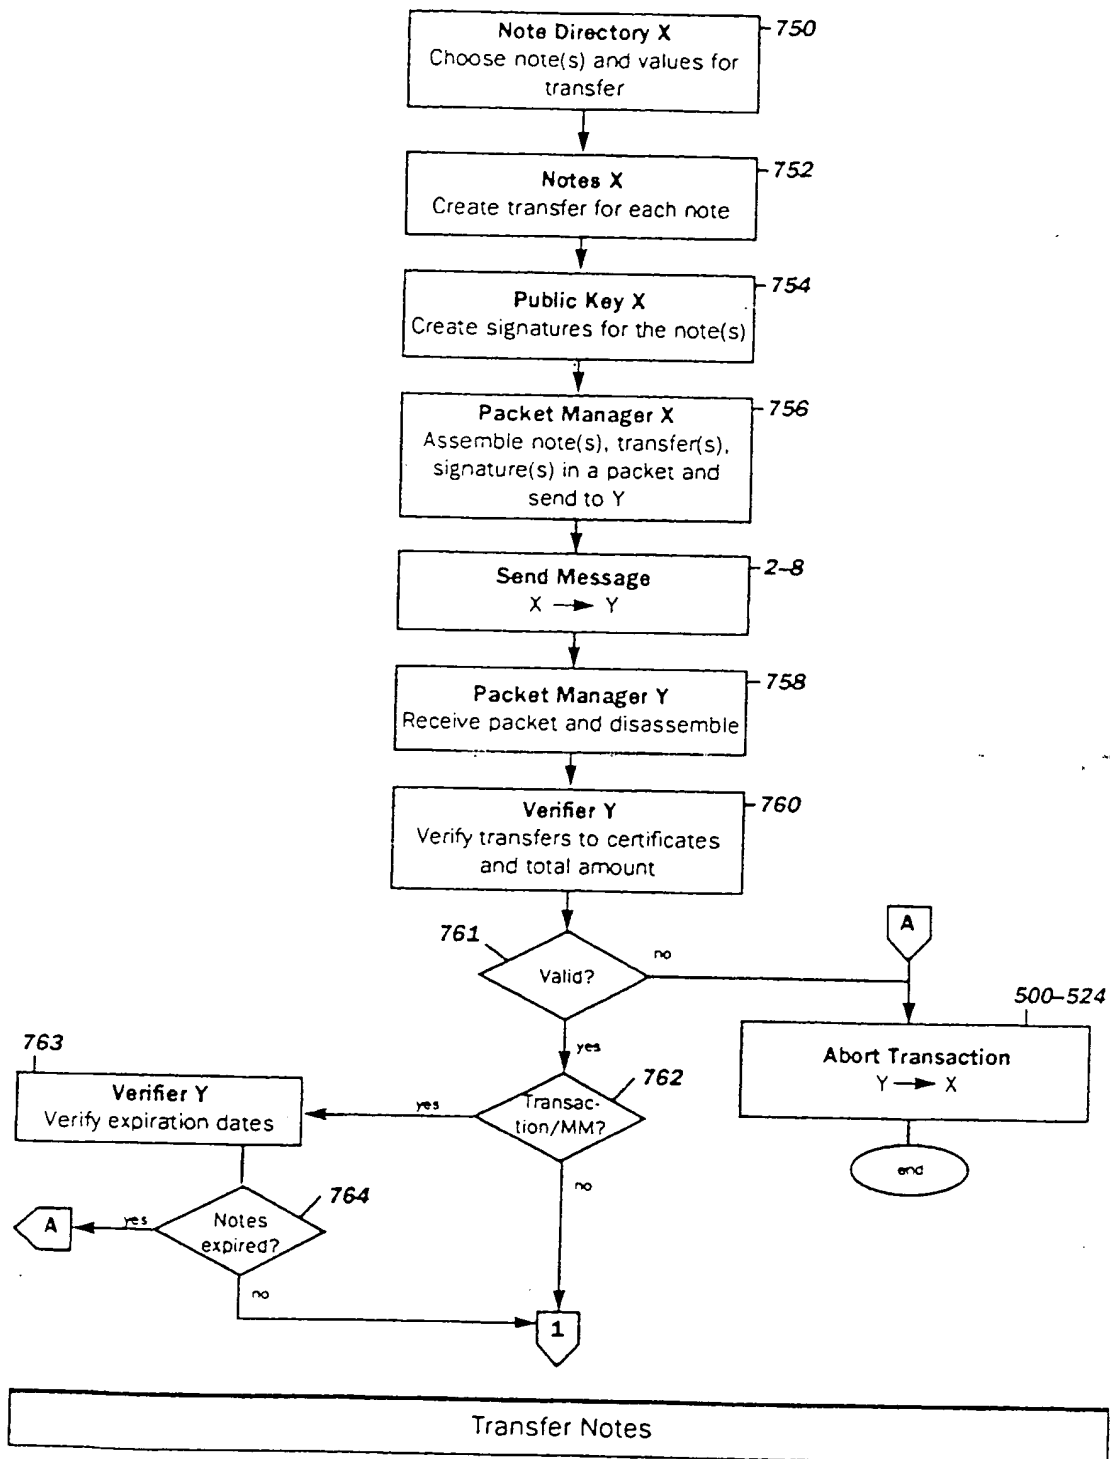 Note Directory X
Choose note(s) and values for
transfer
750
Notes X
Create transfer for each note
752
Public Key X
Create signatures for the note(s)
754
Packet Manager X
Assemble note(s), transfer(s),
signature(s) in a packet and
send to Y
756
Send Message
X → Y
2-8
Packet Manager Y
Receive packet and disassemble
758
Verifier Y
Verify transfers to certificates
and total amount
760
761
Valid?
no
yes
A
500-524
Abort Transaction
Y → X
end
762
Transac-
tion/MM?
yes
no
763
Verifier Y
Verify expiration dates
764
Notes
expired?
yes
A
no
1
Transfer Notes